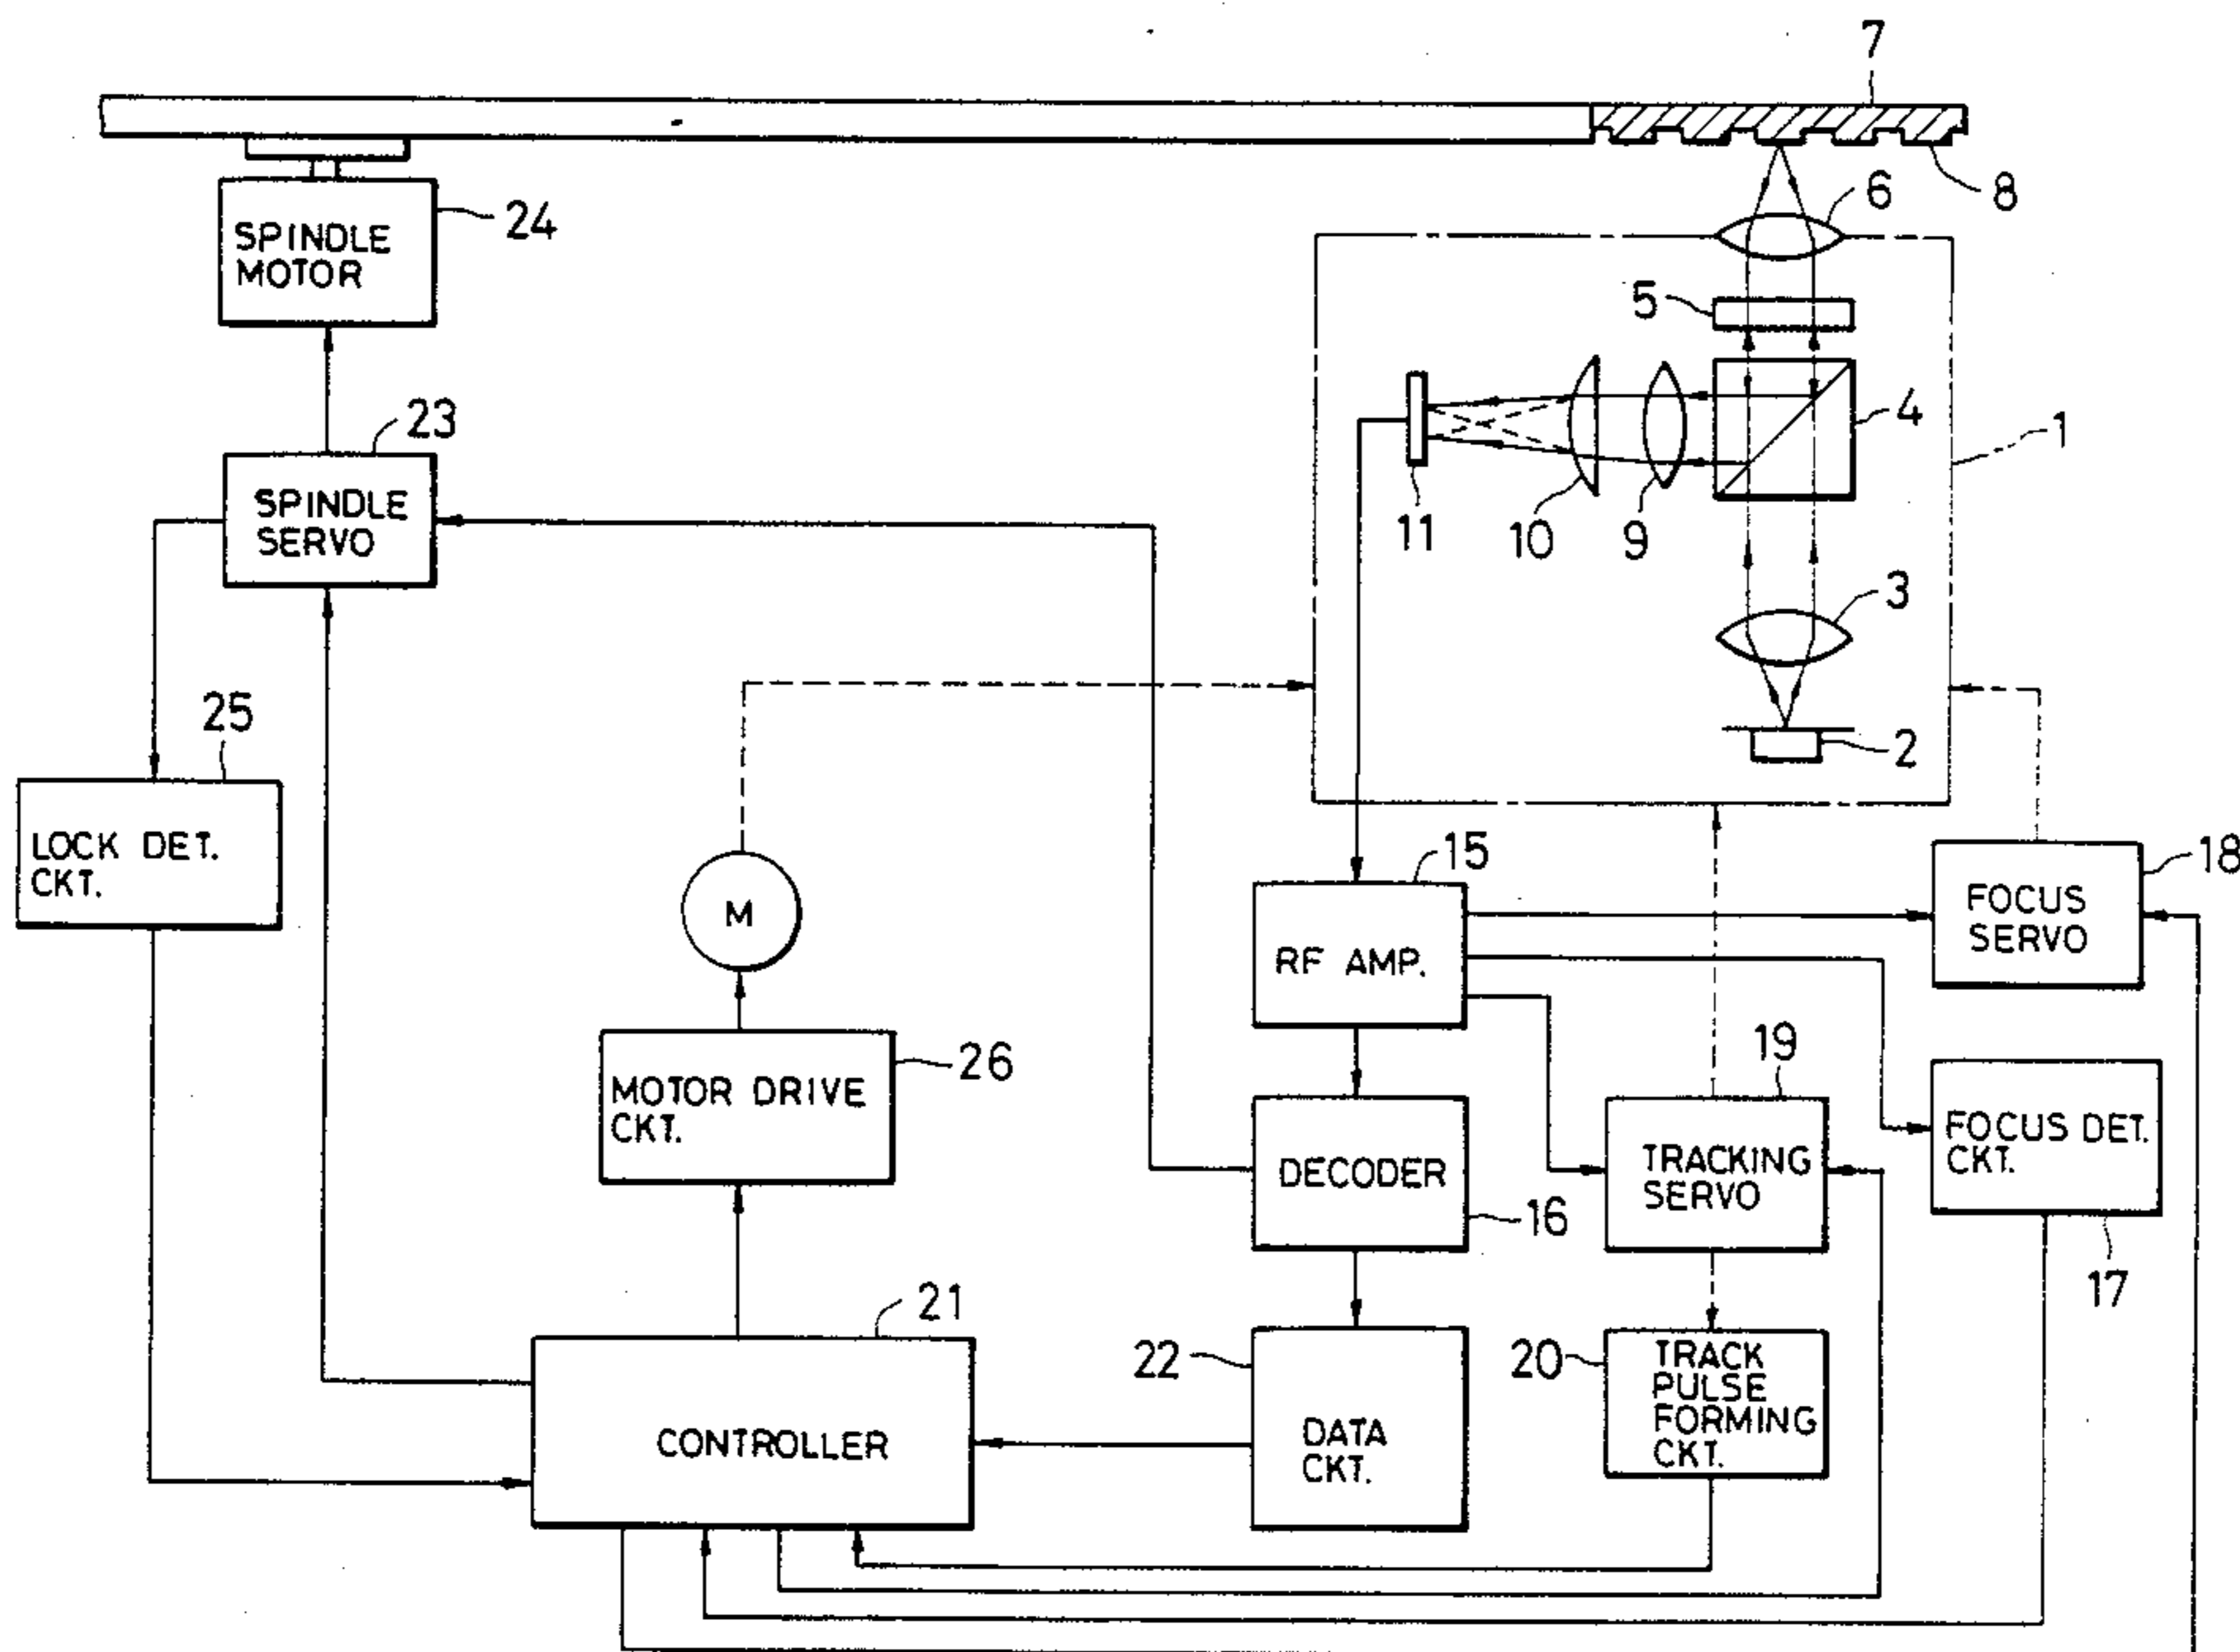 7
8
6
24
SPINDLE
MOTOR
5
4
1
23
SPINDLE
SERVO
11
10
9
3
25
2
LOCK DET.
CKT.
15
18
M
RF AMP.
FOCUS
SERVO
26
MOTOR DRIVE
CKT.
19
DECODER
16
TRACKING
SERVO
FOCUS DET.
CKT.
17
21
22
20
TRACK
PULSE
FORMING
CKT.
CONTROLLER
DATA
CKT.